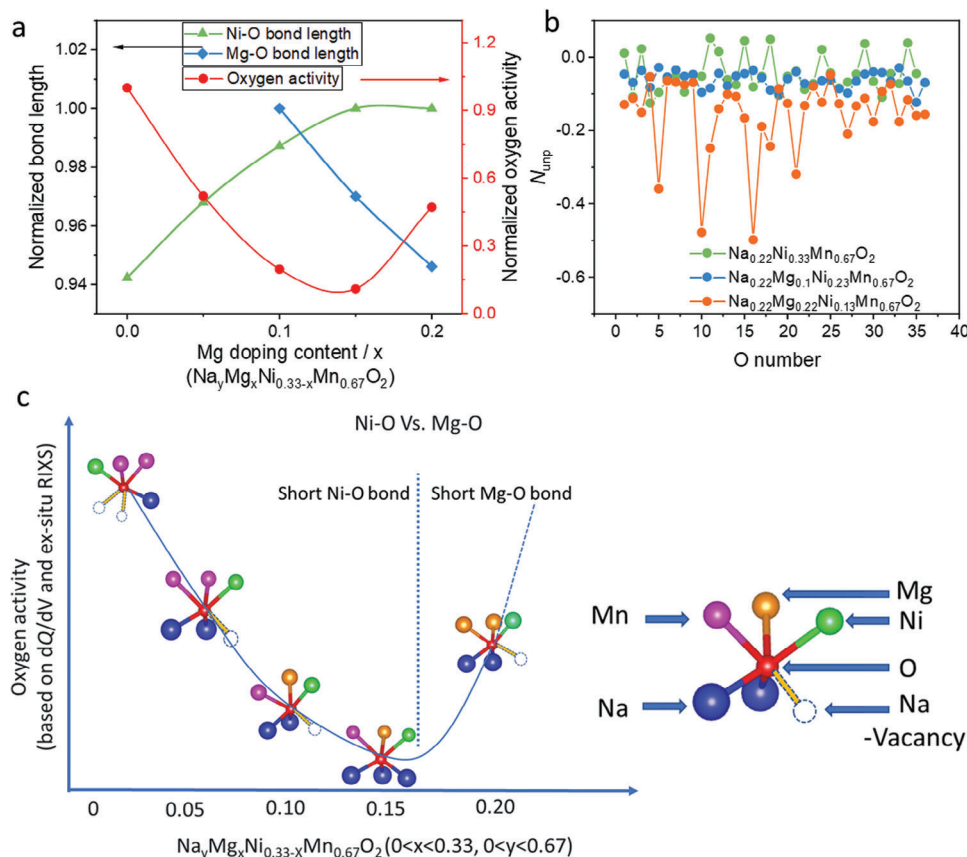 a
Ni-O bond length
Mg-O bond length
Oxygen activity
Normalized bond length
1.02
1.00
0.98
0.96
0.94
1.2
0.9
0.6
0.3
0.0
Normalized oxygen activity
0.0
0.1
0.2
Mg doping content / x
(NayMgxNi0.33-xMn0.67O2)
b
0.0
-0.2
-0.4
-0.6
Nunp
Na0.22Ni0.33Mn0.67O2
Na0.22Mg0.1Ni0.23Mn0.67O2
Na0.22Mg0.22Ni0.13Mn0.67O2
0 5 10 15 20 25 30 35 40
O number
c
Ni-O Vs. Mg-O
Short Ni-O bond
Short Mg-O bond
Oxygen activity
(based on dQ/dV and ex-situ RIXS)
0 0.05 0.10 0.15 0.20
NayMgxNi0.33-XMn0.67O2(0<x<0.33, 0<y<0.67)
Mn
Mg
Ni
O
Na
Na
-Vacancy